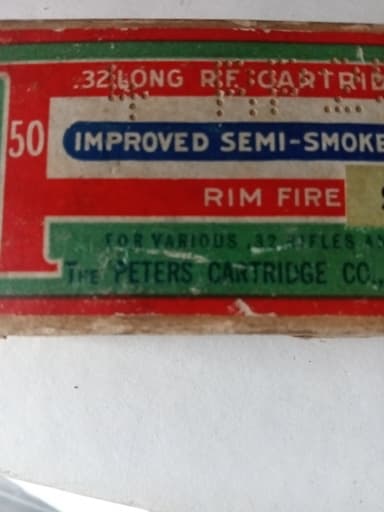 .32 LONG R.F. CARTRID
50
IMPROVED SEMI-SMOKE
RIM FIRE
FOR VARIOUS .32 RIFLES
THE PETERS CARTRIDGE CO.,